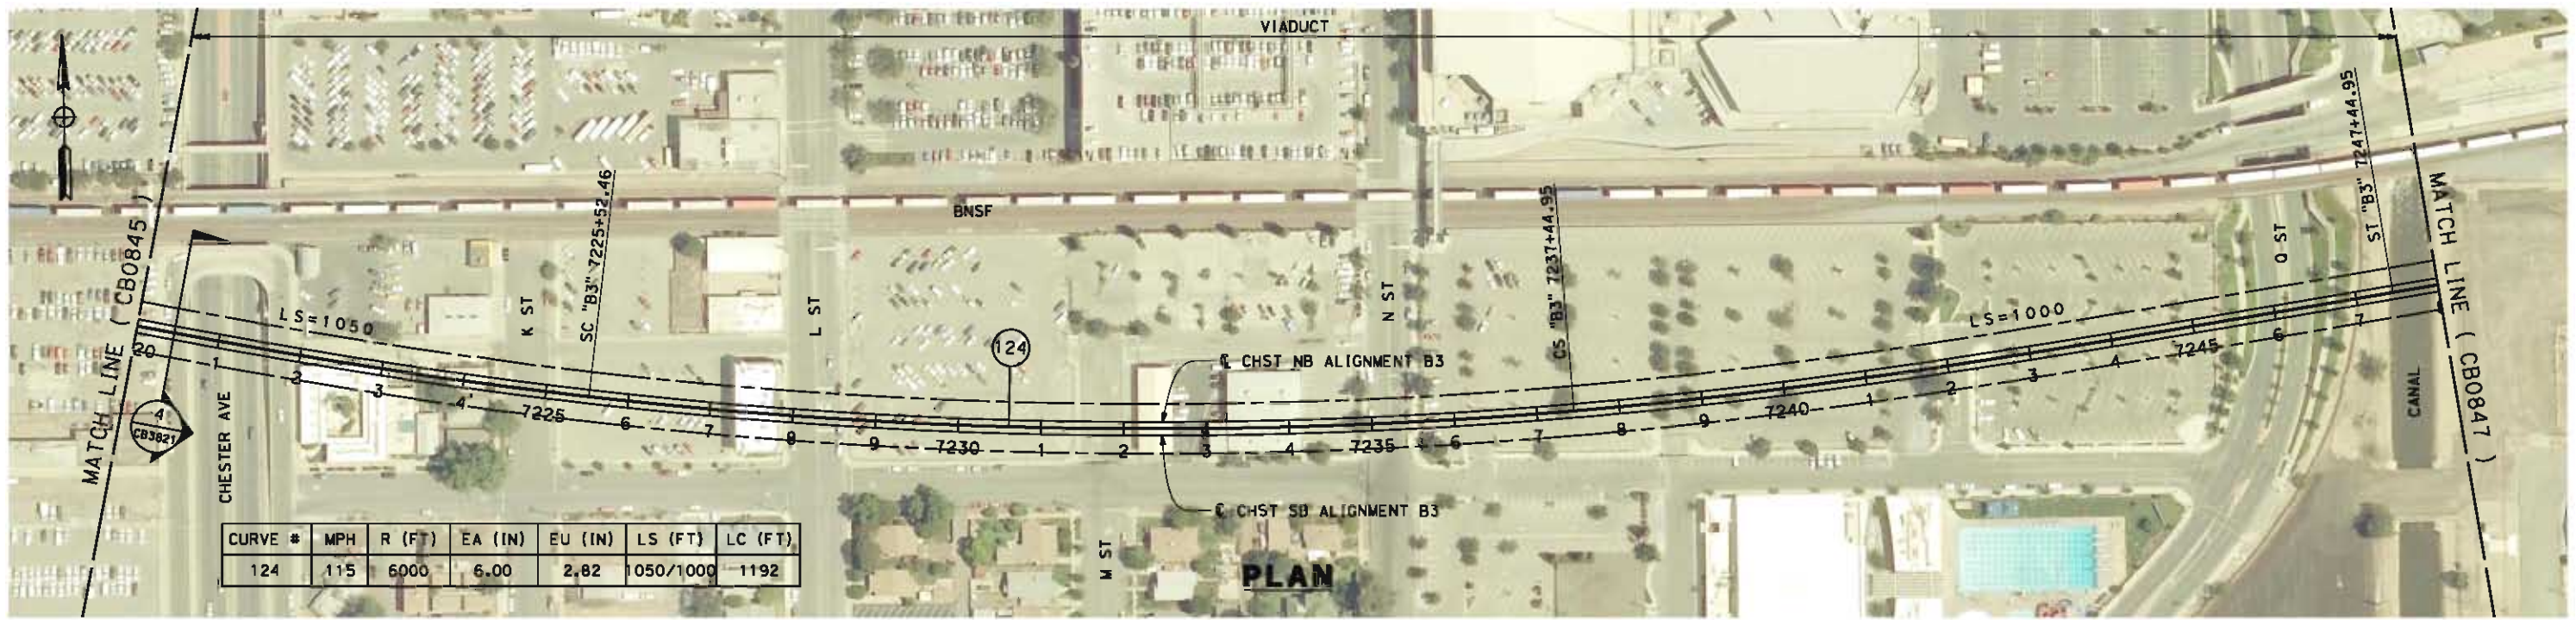 VIADUCT
MATCH LINE ( CB0845 )
MATCH LINE ( CB0847 )
BNSF
SC "B3" 7225+52.46
CS "B3" 7237+44.95
ST "B3" 7247+44.95
LS=1050
LS=1000
K ST
L ST
N ST
Q ST
M ST
CHESTER AVE
CANAL
124
℄ CHST NB ALIGNMENT B3
℄ CHST SB ALIGNMENT B3
20 1 2 3 4 7225 6 7 8 9 7230 1 2 3 4 7235 6 7 8 9 7240 1 2 3 4 7245 6 7
4
CB3821
CURVE # MPH R (FT) EA (IN) EU (IN) LS (FT) LC (FT)
124 115 6000 6.00 2.82 1050/1000 1192
PLAN